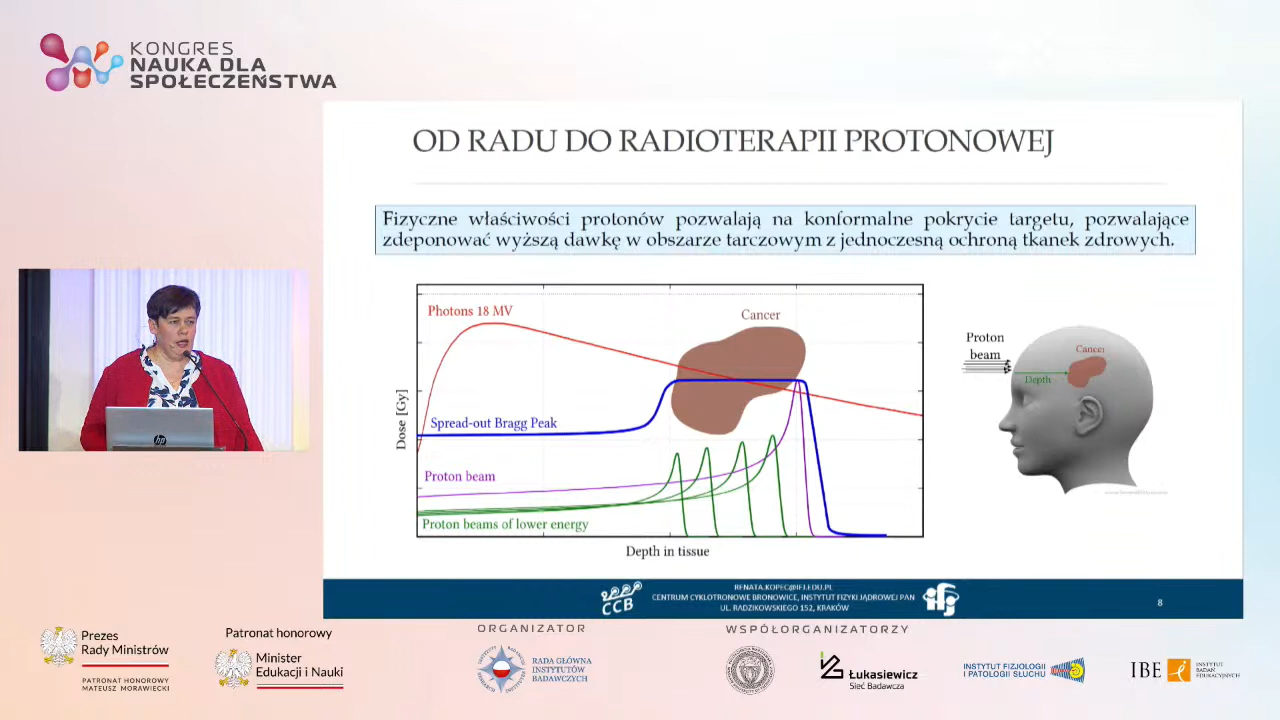 KONGRES
NAUKA DLA
SPOŁECZEŃSTWA
OD RADU DO RADIOTERAPII PROTONOWEJ
Fizyczne właściwości protonów pozwalają na konformalne pokrycie targetu, pozwalające
zdeponować wyższą dawkę w obszarze tarczowym z jednoczesną ochroną tkanek zdrowych.
Photons 18 MV
Cancer
Spread-out Bragg Peak
Proton beam
Proton beams of lower energy
Dose [Gy]
Depth in tissue
Proton
beam
Cancer
Depth
hp
CCB
RENATA.KOPEC@IFJ.EDU.PL
CENTRUM CYKLOTRONOWE BRONOWICE, INSTYTUT FIZYKI JĄDROWEJ PAN
UL. RADZIKOWSKIEGO 152, KRAKÓW
ifj
8
Prezes
Rady Ministrów
PATRONAT HONOROWY
MATEUSZ MORAWIECKI
Patronat honorowy
Minister
Edukacji i Nauki
ORGANIZATOR
RADA GŁÓWNA
INSTYTUTÓW
BADAWCZYCH
WSPÓŁORGANIZATORZY
Łukasiewicz
Sieć Badawcza
INSTYTUT FIZJOLOGII
I PATOLOGII SŁUCHU
IBE
INSTYTUT
BADAŃ
EDUKACYJNYCH